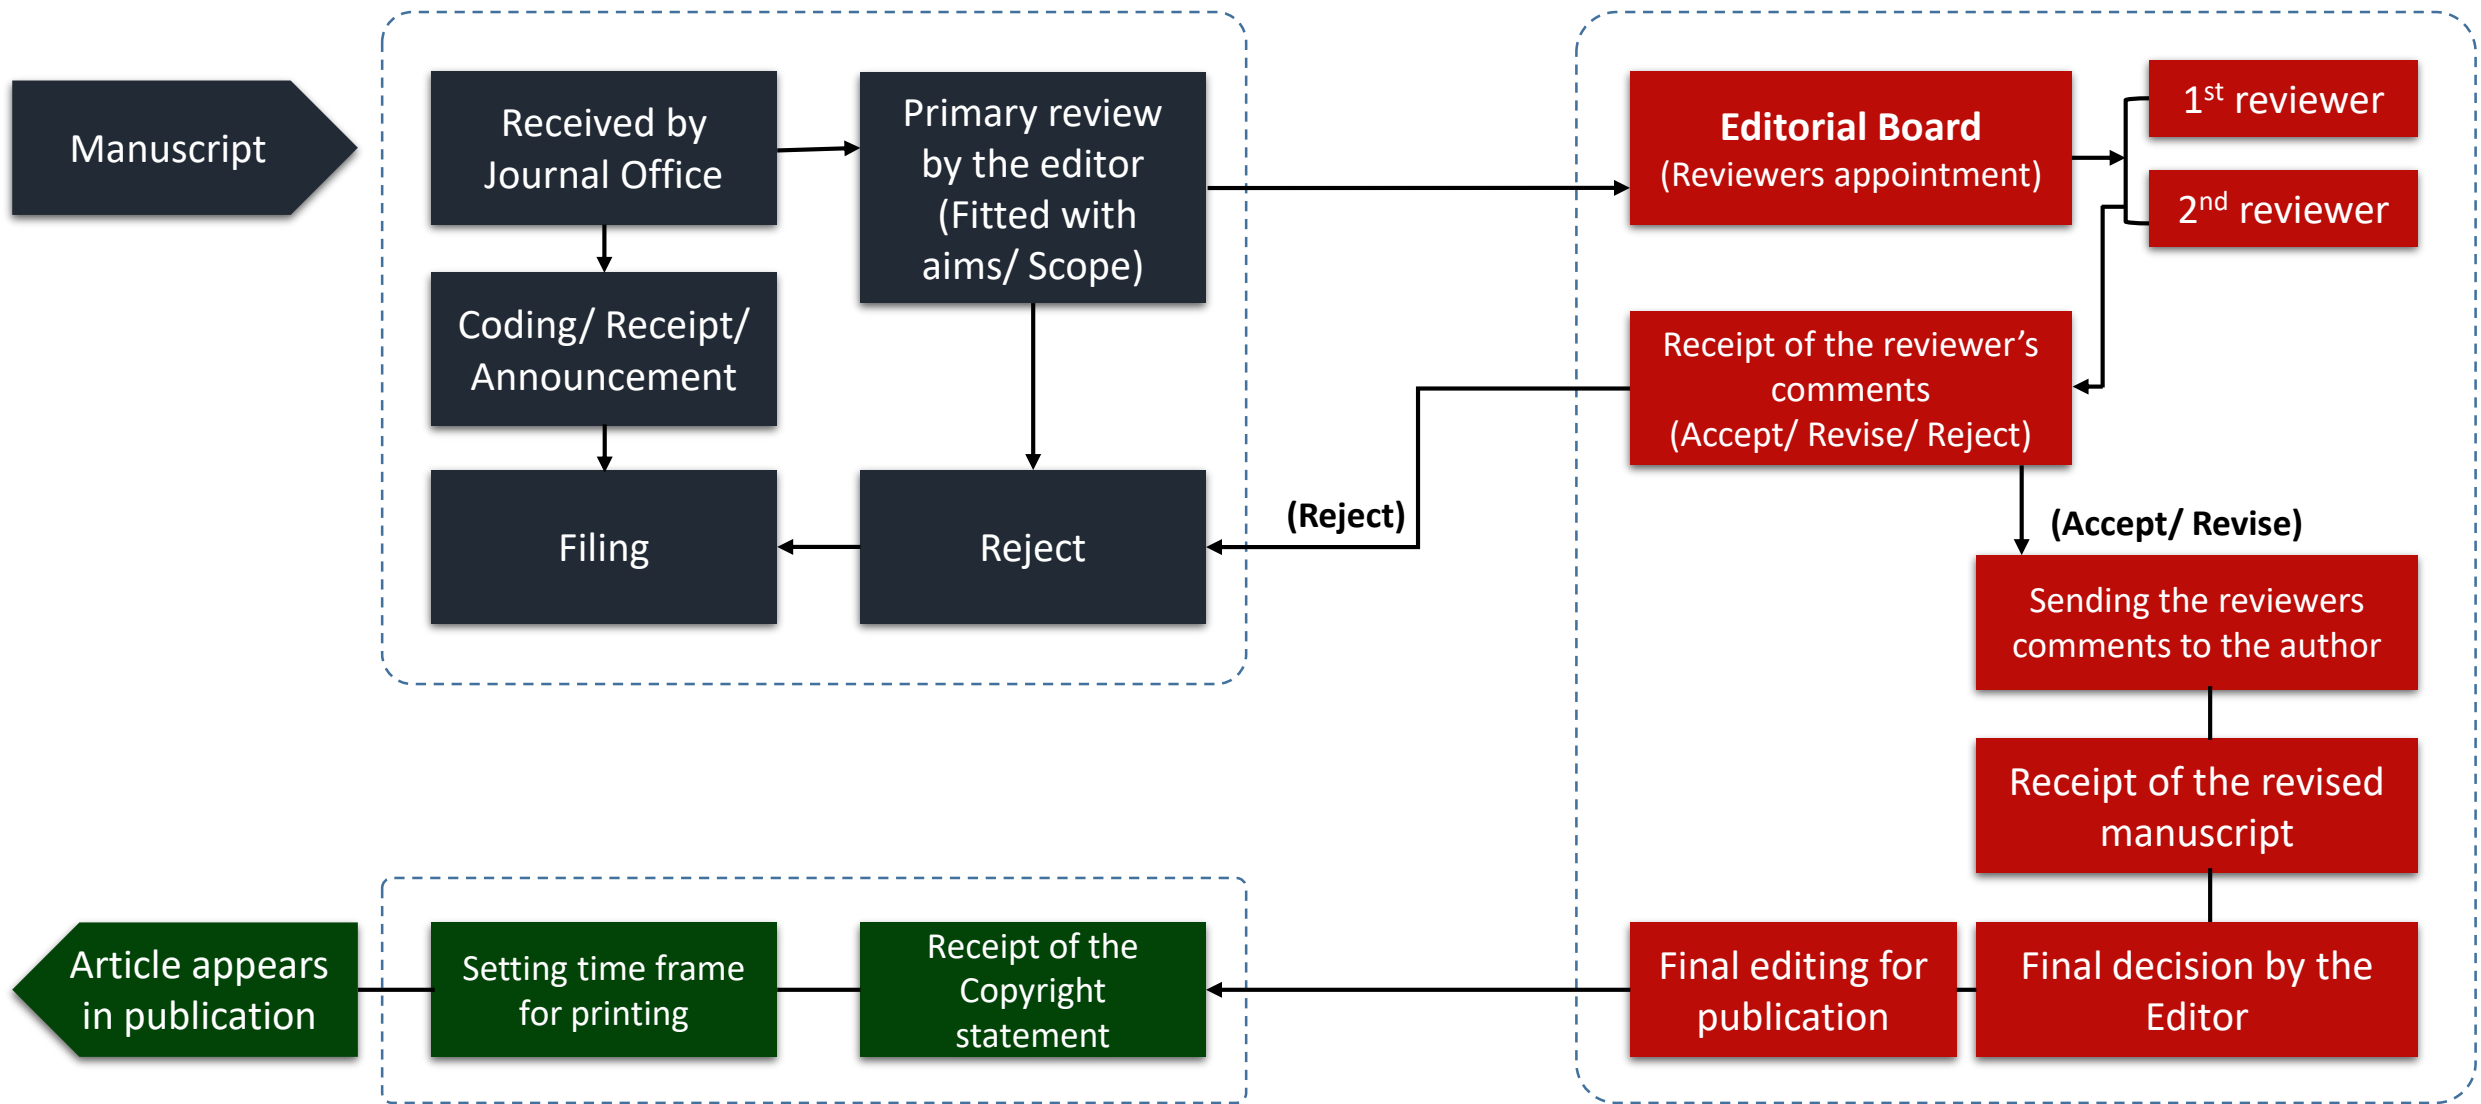 Manuscript
Received by
Journal Office
Primary review
by the editor
(Fitted with
aims/ Scope)
Coding/ Receipt/
Announcement
Filing
Reject
(Reject)
Editorial Board
(Reviewers appointment)
1st reviewer
2nd reviewer
Receipt of the reviewer’s
comments
(Accept/ Revise/ Reject)
(Accept/ Revise)
Sending the reviewers
comments to the author
Receipt of the revised
manuscript
Final decision by the
Editor
Final editing for
publication
Receipt of the
Copyright
statement
Setting time frame
for printing
Article appears
in publication